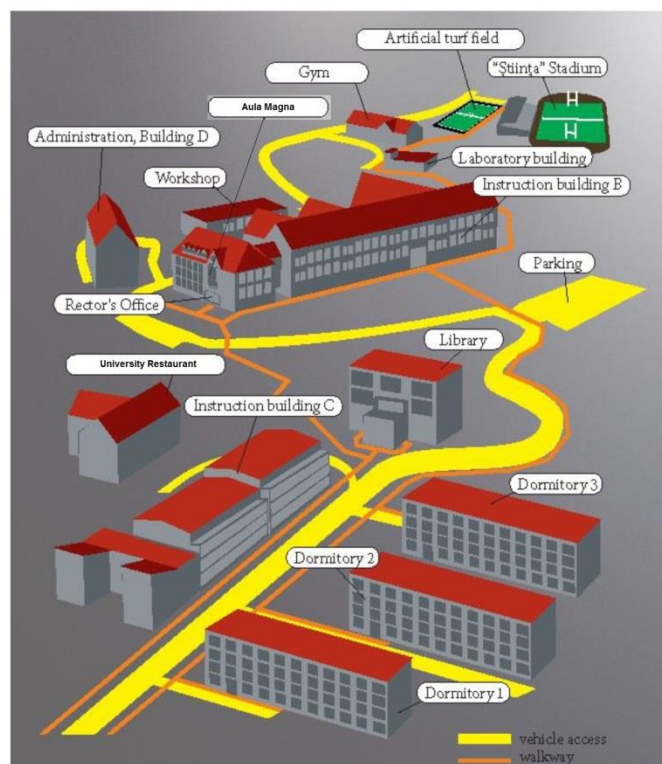 Artificial turf field
"Ştiinţa" Stadium
Gym
Aula Magna
Administration, Building D
Laboratory building
Workshop
Instruction building B
Parking
Rector's Office
Library
University Restaurant
Instruction building C
Dormitory 3
Dormitory 2
Dormitory 1
vehicle access
walkway